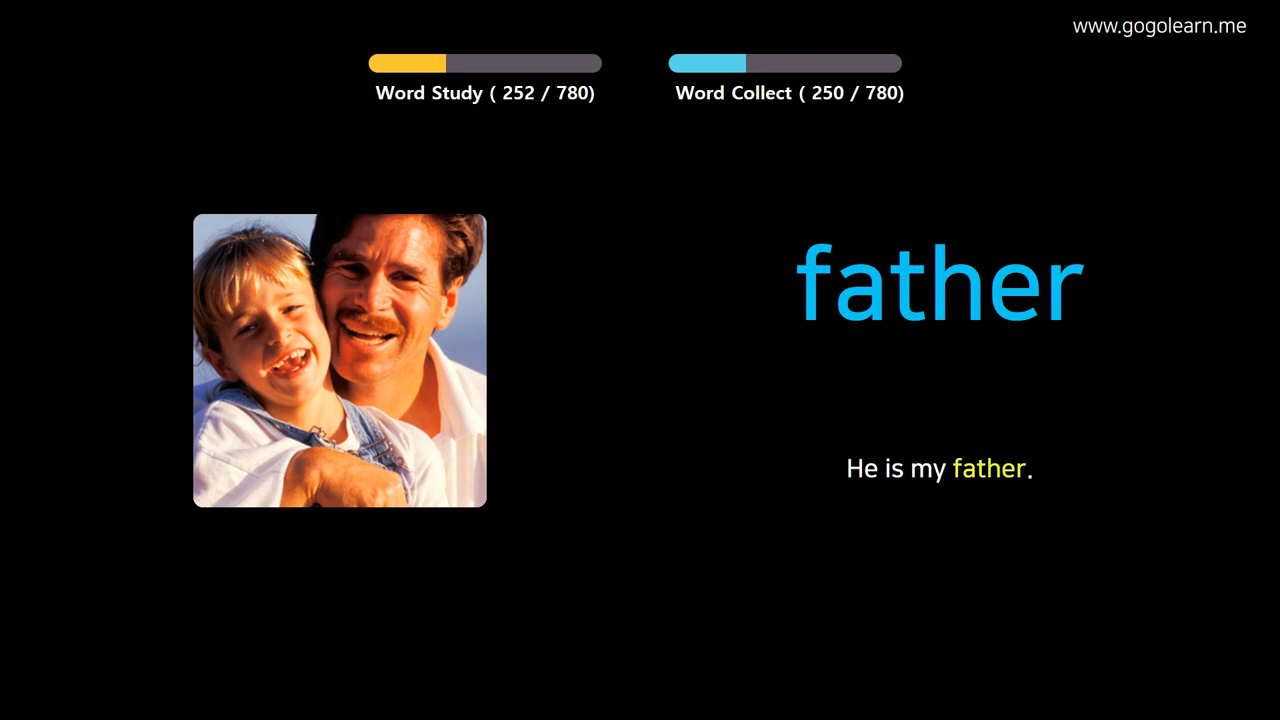 www.gogolearn.me
Word Study ( 252 / 780)
Word Collect ( 250 / 780)
father
He is my father.